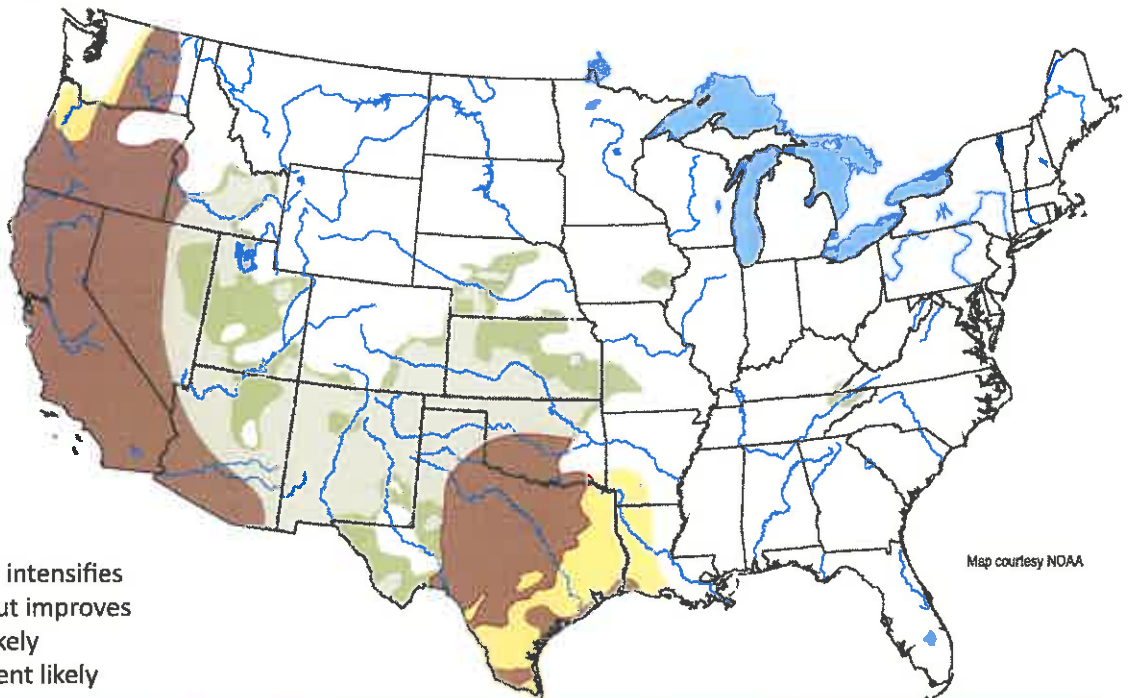 Map courtesy NOAA
intensifies
ut improves
kely
ent likely